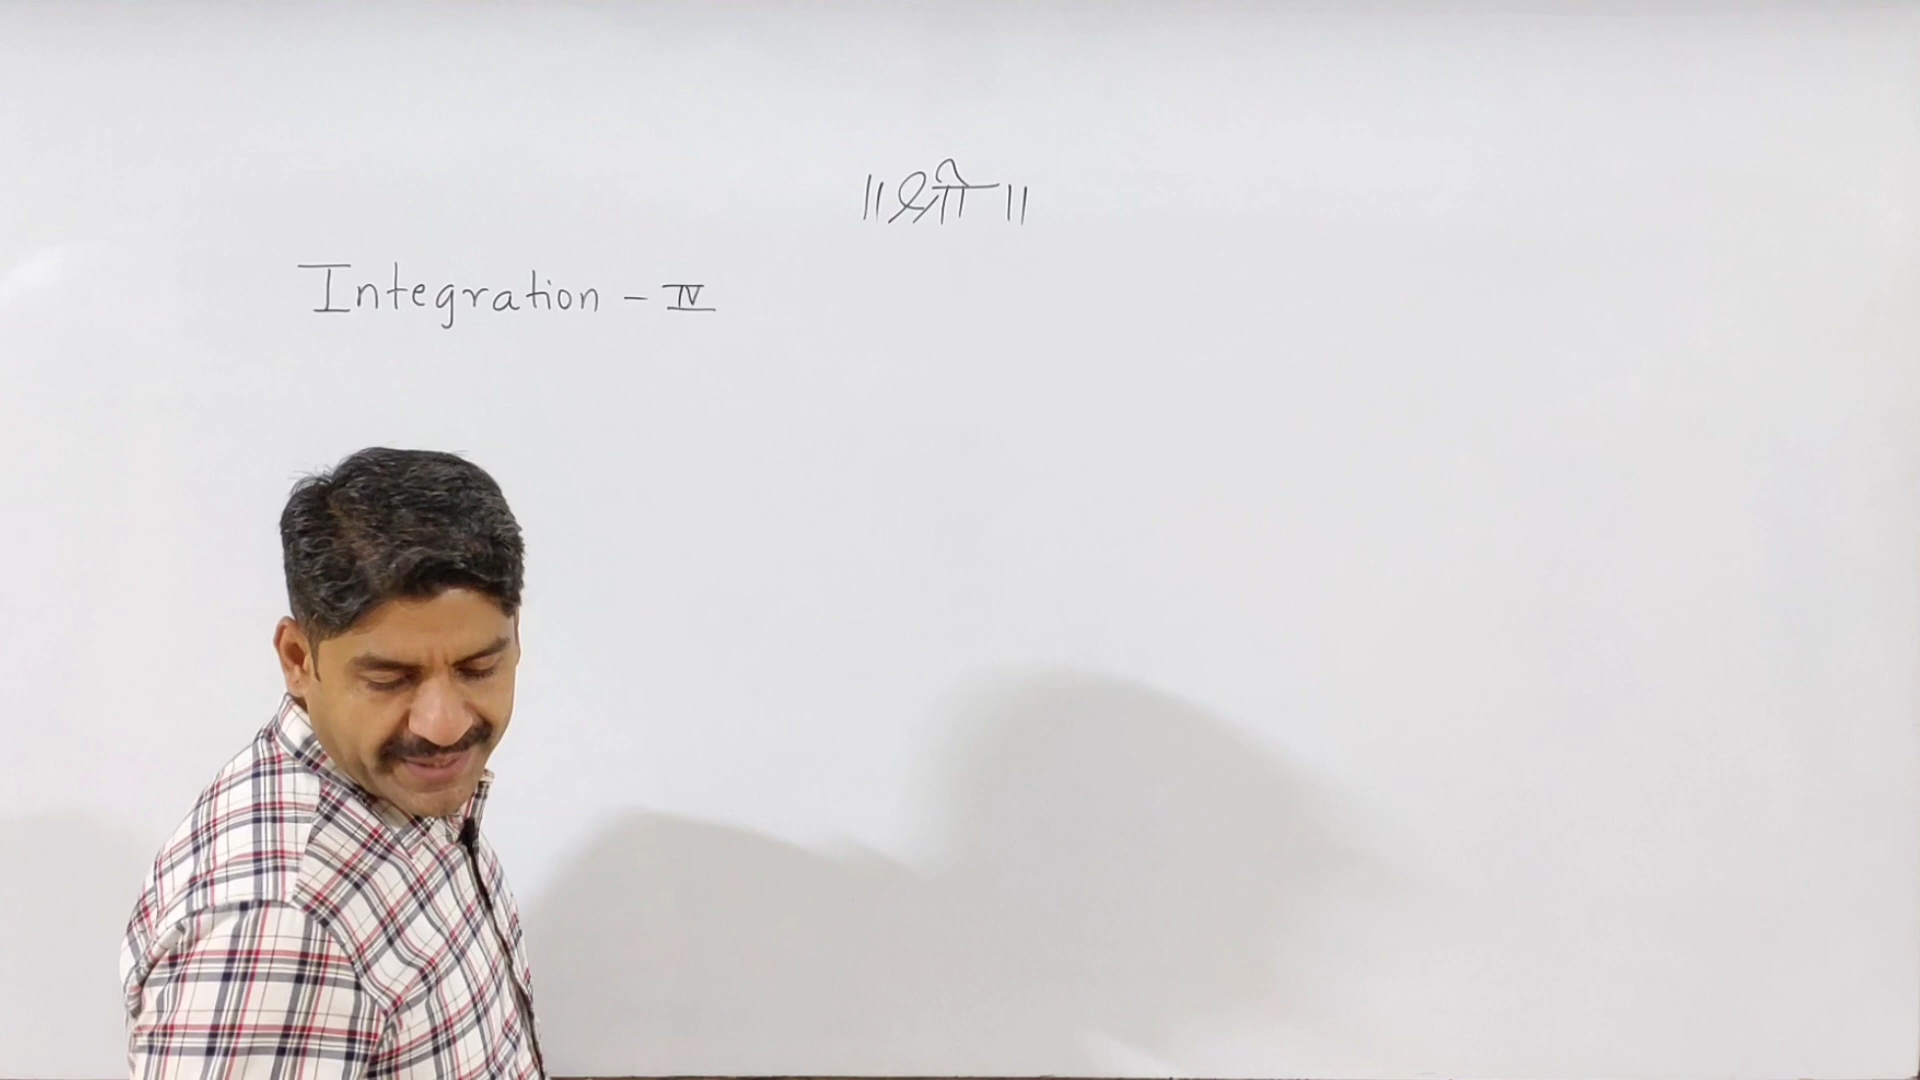 ॥ श्री ॥
Integration - IV